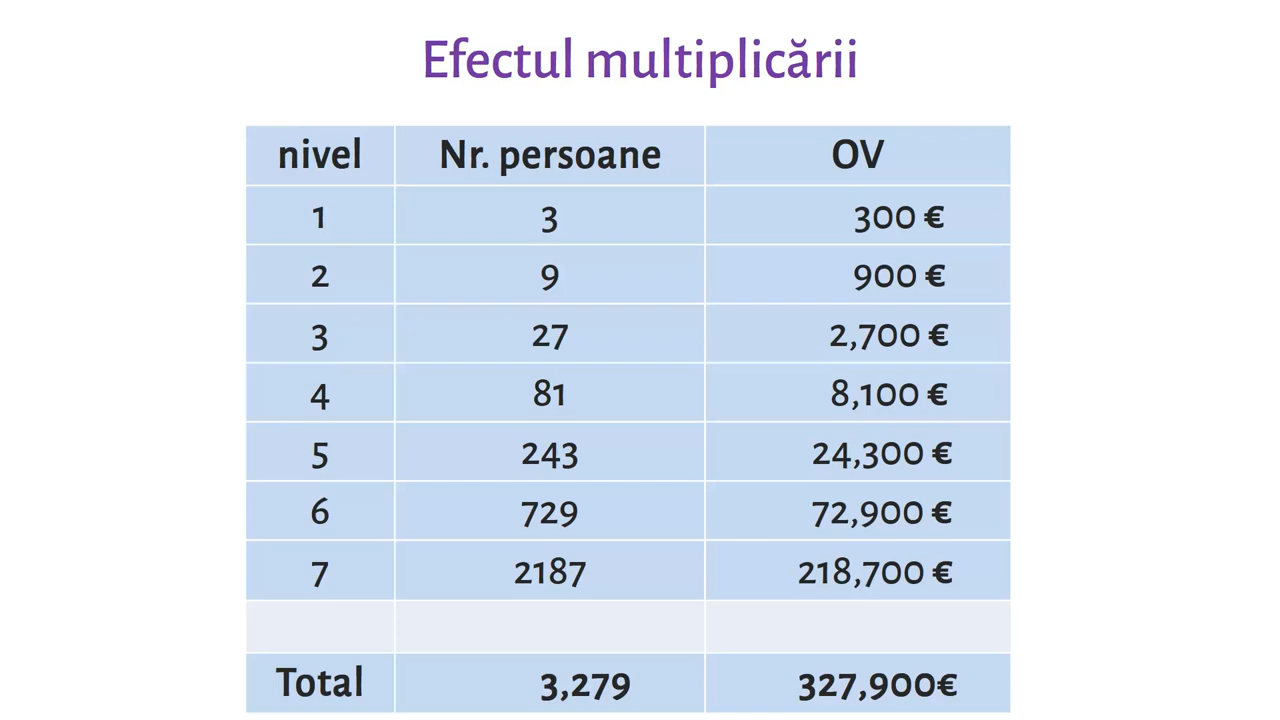 Efectul multiplicării
nivel Nr. persoane OV
1 3 300 €
2 9 900 €
3 27 2,700 €
4 81 8,100 €
5 243 24,300 €
6 729 72,900 €
7 2187 218,700 €
Total 3,279 327,900€